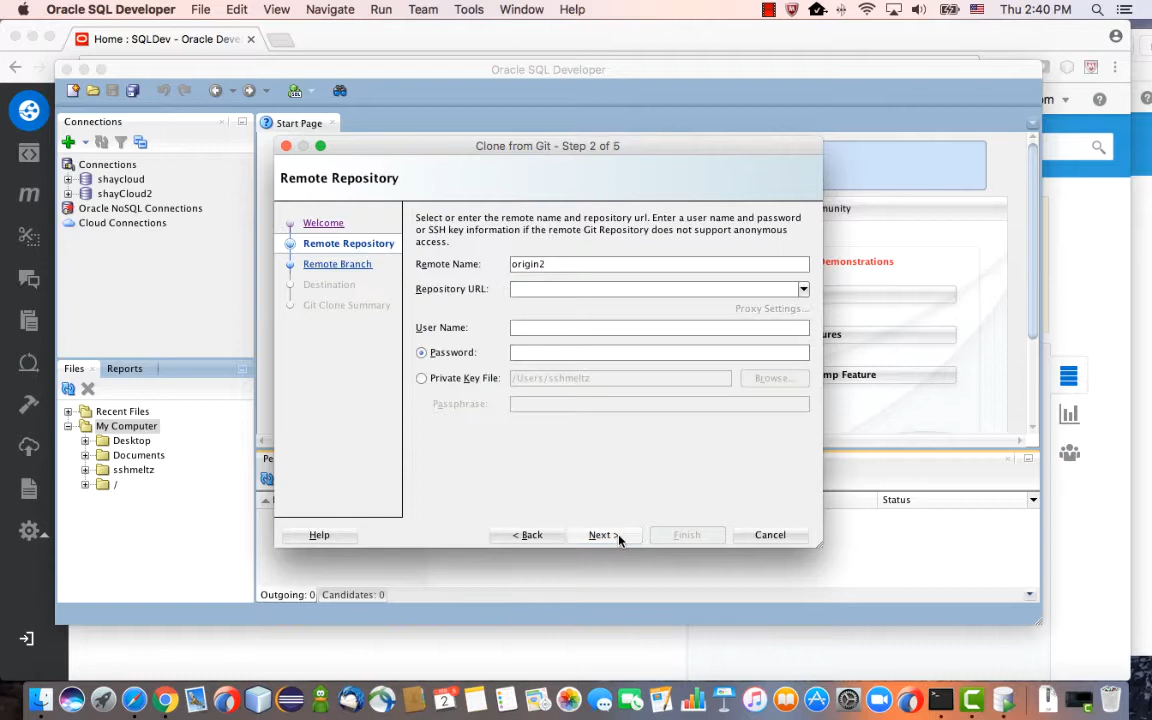 Oracle SQL Developer File Edit View Navigate Run Team Tools Window Help Thu 2:40 PM
Home : SQLDev - Oracle Deve
Oracle SQL Developer
Connections
Start Page
om
Connections
shaycloud
shayCloud2
Oracle NoSQL Connections
Cloud Connections
Clone from Git - Step 2 of 5
Remote Repository
Welcome
Remote Repository
Remote Branch
Destination
Git Clone Summary
Select or enter the remote name and repository url. Enter a user name and password
or SSH key information if the remote Git Repository does not support anonymous
access.
Remote Name: origin2
Repository URL:
Proxy Settings...
User Name:
Password:
Private Key File: /Users/sshmeltz Browse...
Passphrase:
Help < Back Next > Finish Cancel
munity
Demonstrations
ures
mp Feature
Files Reports
Recent Files
My Computer
Desktop
Documents
sshmeltz
/
Pe
Status
Outgoing: 0 Candidates: 0
m
2